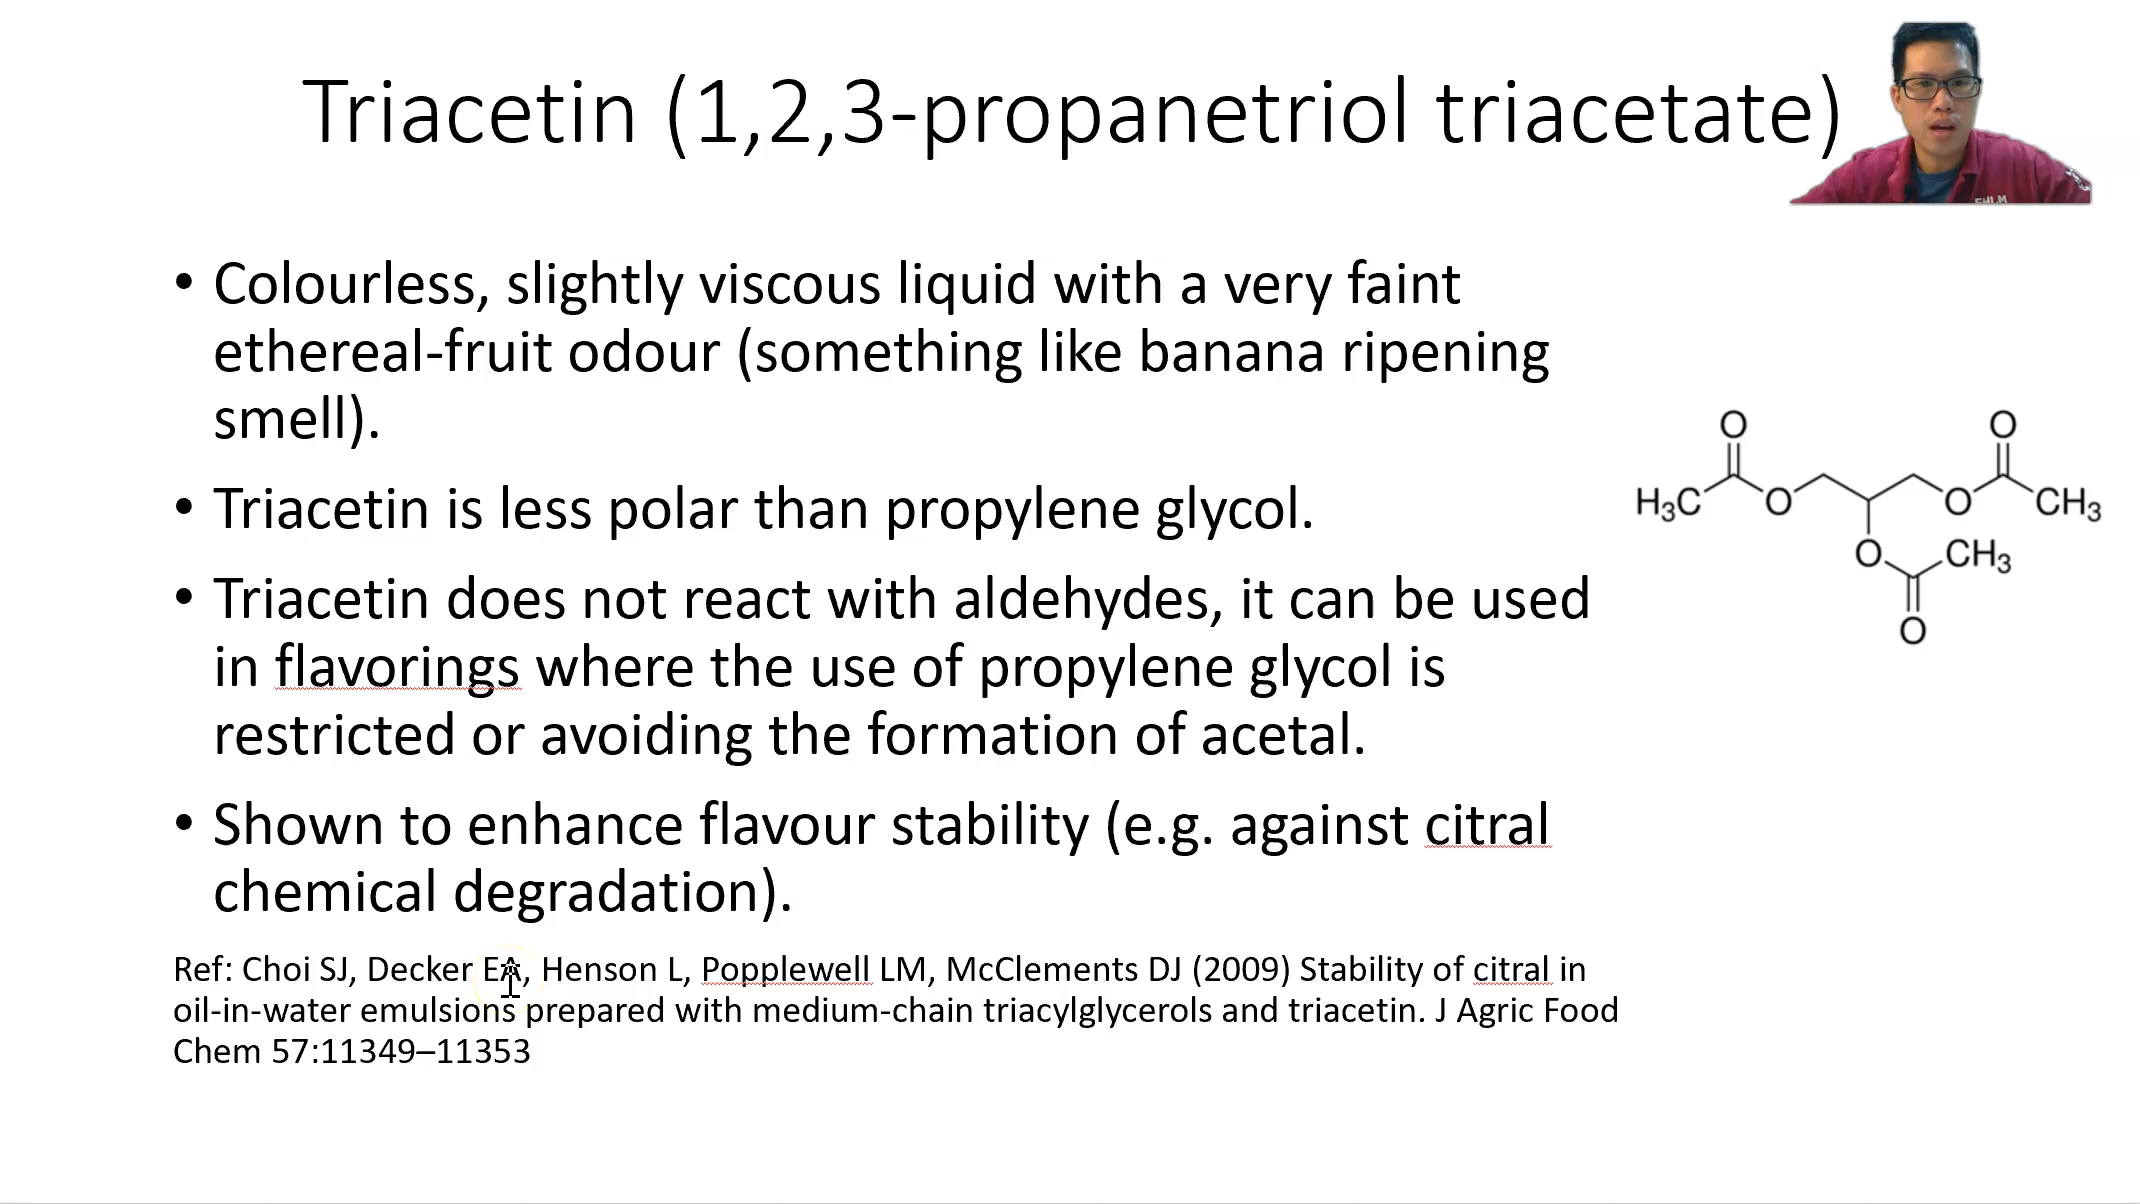 Triacetin (1,2,3-propanetriol triacetate)
• Colourless, slightly viscous liquid with a very faint
ethereal-fruit odour (something like banana ripening
smell).
• Triacetin is less polar than propylene glycol.
• Triacetin does not react with aldehydes, it can be used
in flavorings where the use of propylene glycol is
restricted or avoiding the formation of acetal.
• Shown to enhance flavour stability (e.g. against citral
chemical degradation).
Ref: Choi SJ, Decker EA, Henson L, Popplewell LM, McClements DJ (2009) Stability of citral in
oil-in-water emulsions prepared with medium-chain triacylglycerols and triacetin. J Agric Food
Chem 57:11349–11353
O O
H₃C O O CH₃
O CH₃
O